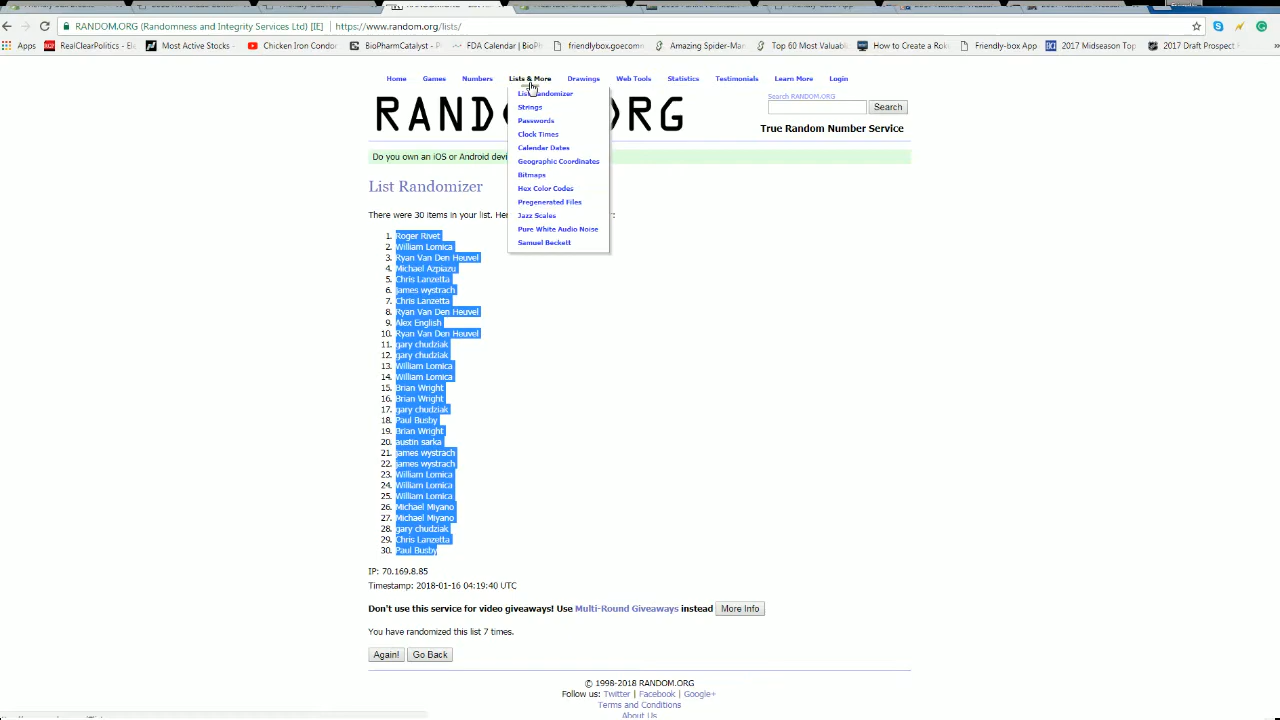 RANDOM.ORG (Randomness and Integrity Services Ltd) [IE] https://www.random.org/lists/
Apps RealClearPolitics - El Most Active Stocks Chicken Iron Condor BioPharmCatalyst - FDA Calendar | BioPh friendlybox.goecomm Amazing Spider-Man Top 60 Most Valuabl How to Create a Ro Friendly-box App 2017 Midseason Top 2017 Draft Prospect
Home Games Numbers Lists & More Drawings Web Tools Statistics Testimonials Learn More Login
Search RANDOM.ORG
Search
True Random Number Service
List Randomizer
Strings
Passwords
Clock Times
Calendar Dates
Geographic Coordinates
Bitmaps
Hex Color Codes
Pregenerated Files
Jazz Scales
Pure White Audio Noise
Samuel Beckett
Do you own an iOS or Android devi
List Randomizer
There were 30 items in your list. Her
1. Roger Rivet
2. William Lomica
3. Ryan Van Den Heuvel
4. Michael Azpiazu
5. Chris Lanzetta
6. james wystrach
7. Chris Lanzetta
8. Ryan Van Den Heuvel
9. Alex English
10. Ryan Van Den Heuvel
11. gary chudziak
12. gary chudziak
13. William Lomica
14. William Lomica
15. Brian Wright
16. Brian Wright
17. gary chudziak
18. Paul Busby
19. Brian Wright
20. austin sarka
21. james wystrach
22. james wystrach
23. William Lomica
24. William Lomica
25. William Lomica
26. Michael Miyano
27. Michael Miyano
28. gary chudziak
29. Chris Lanzetta
30. Paul Busby
IP: 70.169.8.85
Timestamp: 2018-01-16 04:19:40 UTC
Don't use this service for video giveaways! Use Multi-Round Giveaways instead More Info
You have randomized this list 7 times.
Again! Go Back
© 1998-2018 RANDOM.ORG
Follow us: Twitter | Facebook | Google+
Terms and Conditions
About Us